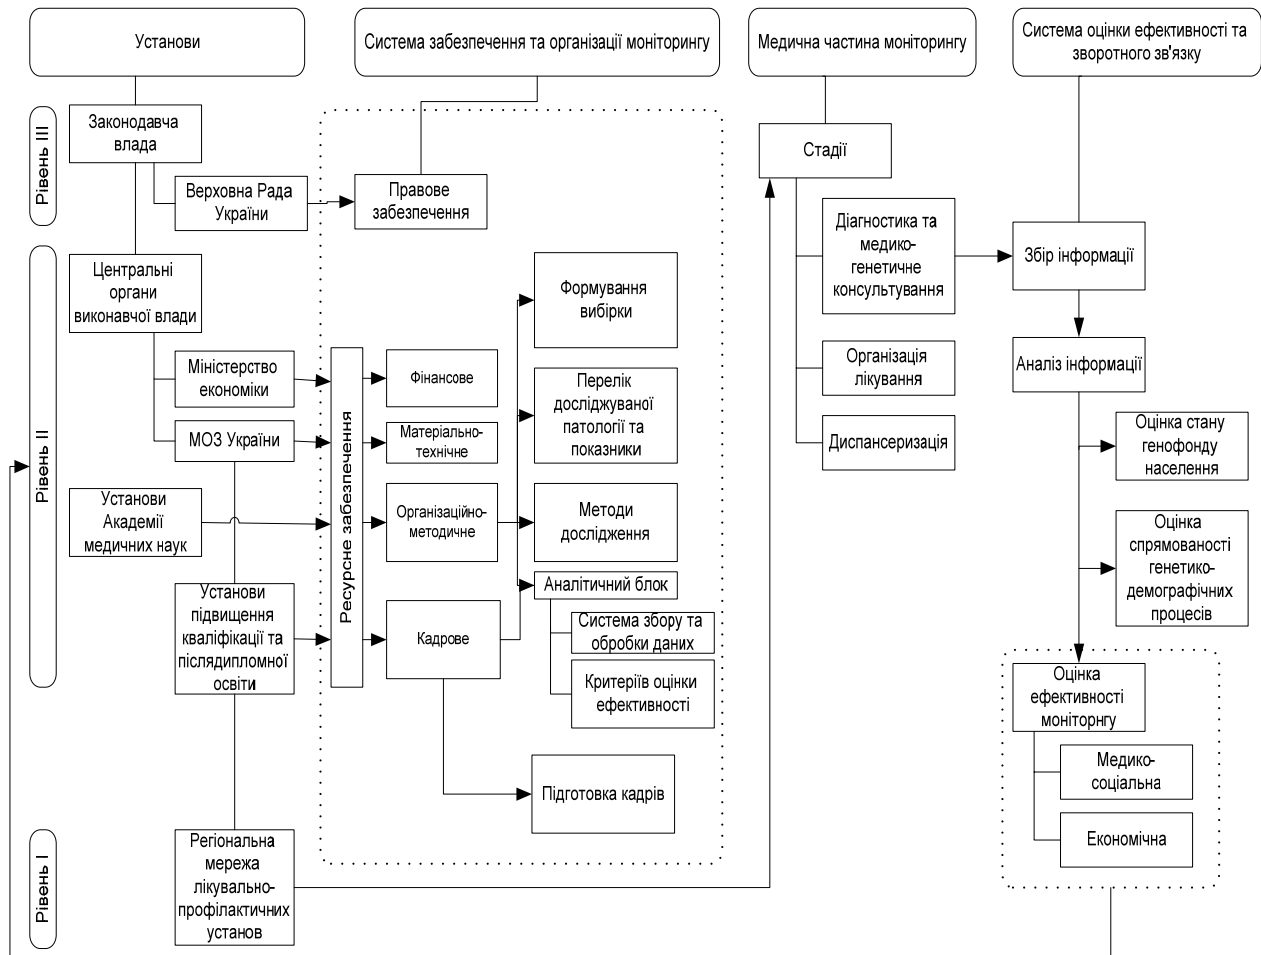 Установи
Система забезпечення та організації моніторингу
Медична частина моніторингу
Система оцінки ефективності та
зворотного зв'язку
Рівень III
Законодавча
влада
Верховна Рада
України
Правове
забезпечення
Стадії
Діагностика та
медико-
генетичне
консультування
Збір інформації
Рівень II
Центральні
органи
виконавчої влади
Формування
вибірки
Міністерство
економіки
Ресурсне забезпечення
Фінансове
Перелік
досліджуваної
патології та
показники
Організація
лікування
Аналіз інформації
МОЗ України
Матеріально-
технічне
Диспансеризація
Оцінка стану
генофонду
населення
Установи
Академії
медичних наук
Організаційно-
методичне
Методи
дослідження
Оцінка
спрямованості
генетико-
демографічних
процесів
Установи
підвищення
кваліфікації та
післядипломної
освіти
Кадрове
Аналітичний блок
Система збору та
обробки даних
Критеріїв оцінки
ефективності
Оцінка
ефективності
моніторнгу
Медико-
соціальна
Економічна
Підготовка кадрів
Рівень I
Регіональна
мережа
лікувально-
профілактичних
установ